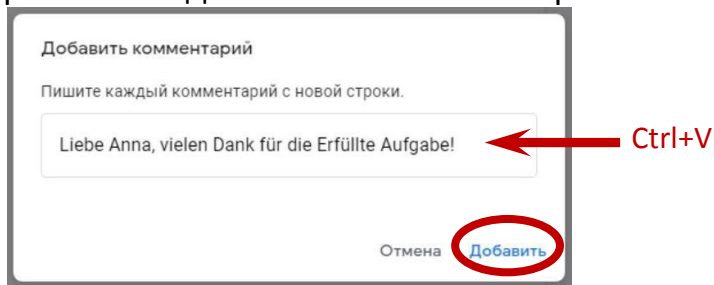 Добавить комментарий
Пишите каждый комментарий с новой строки.
Liebe Anna, vielen Dank für die Erfüllte Aufgabe!
Ctrl+V
Отмена Добавить